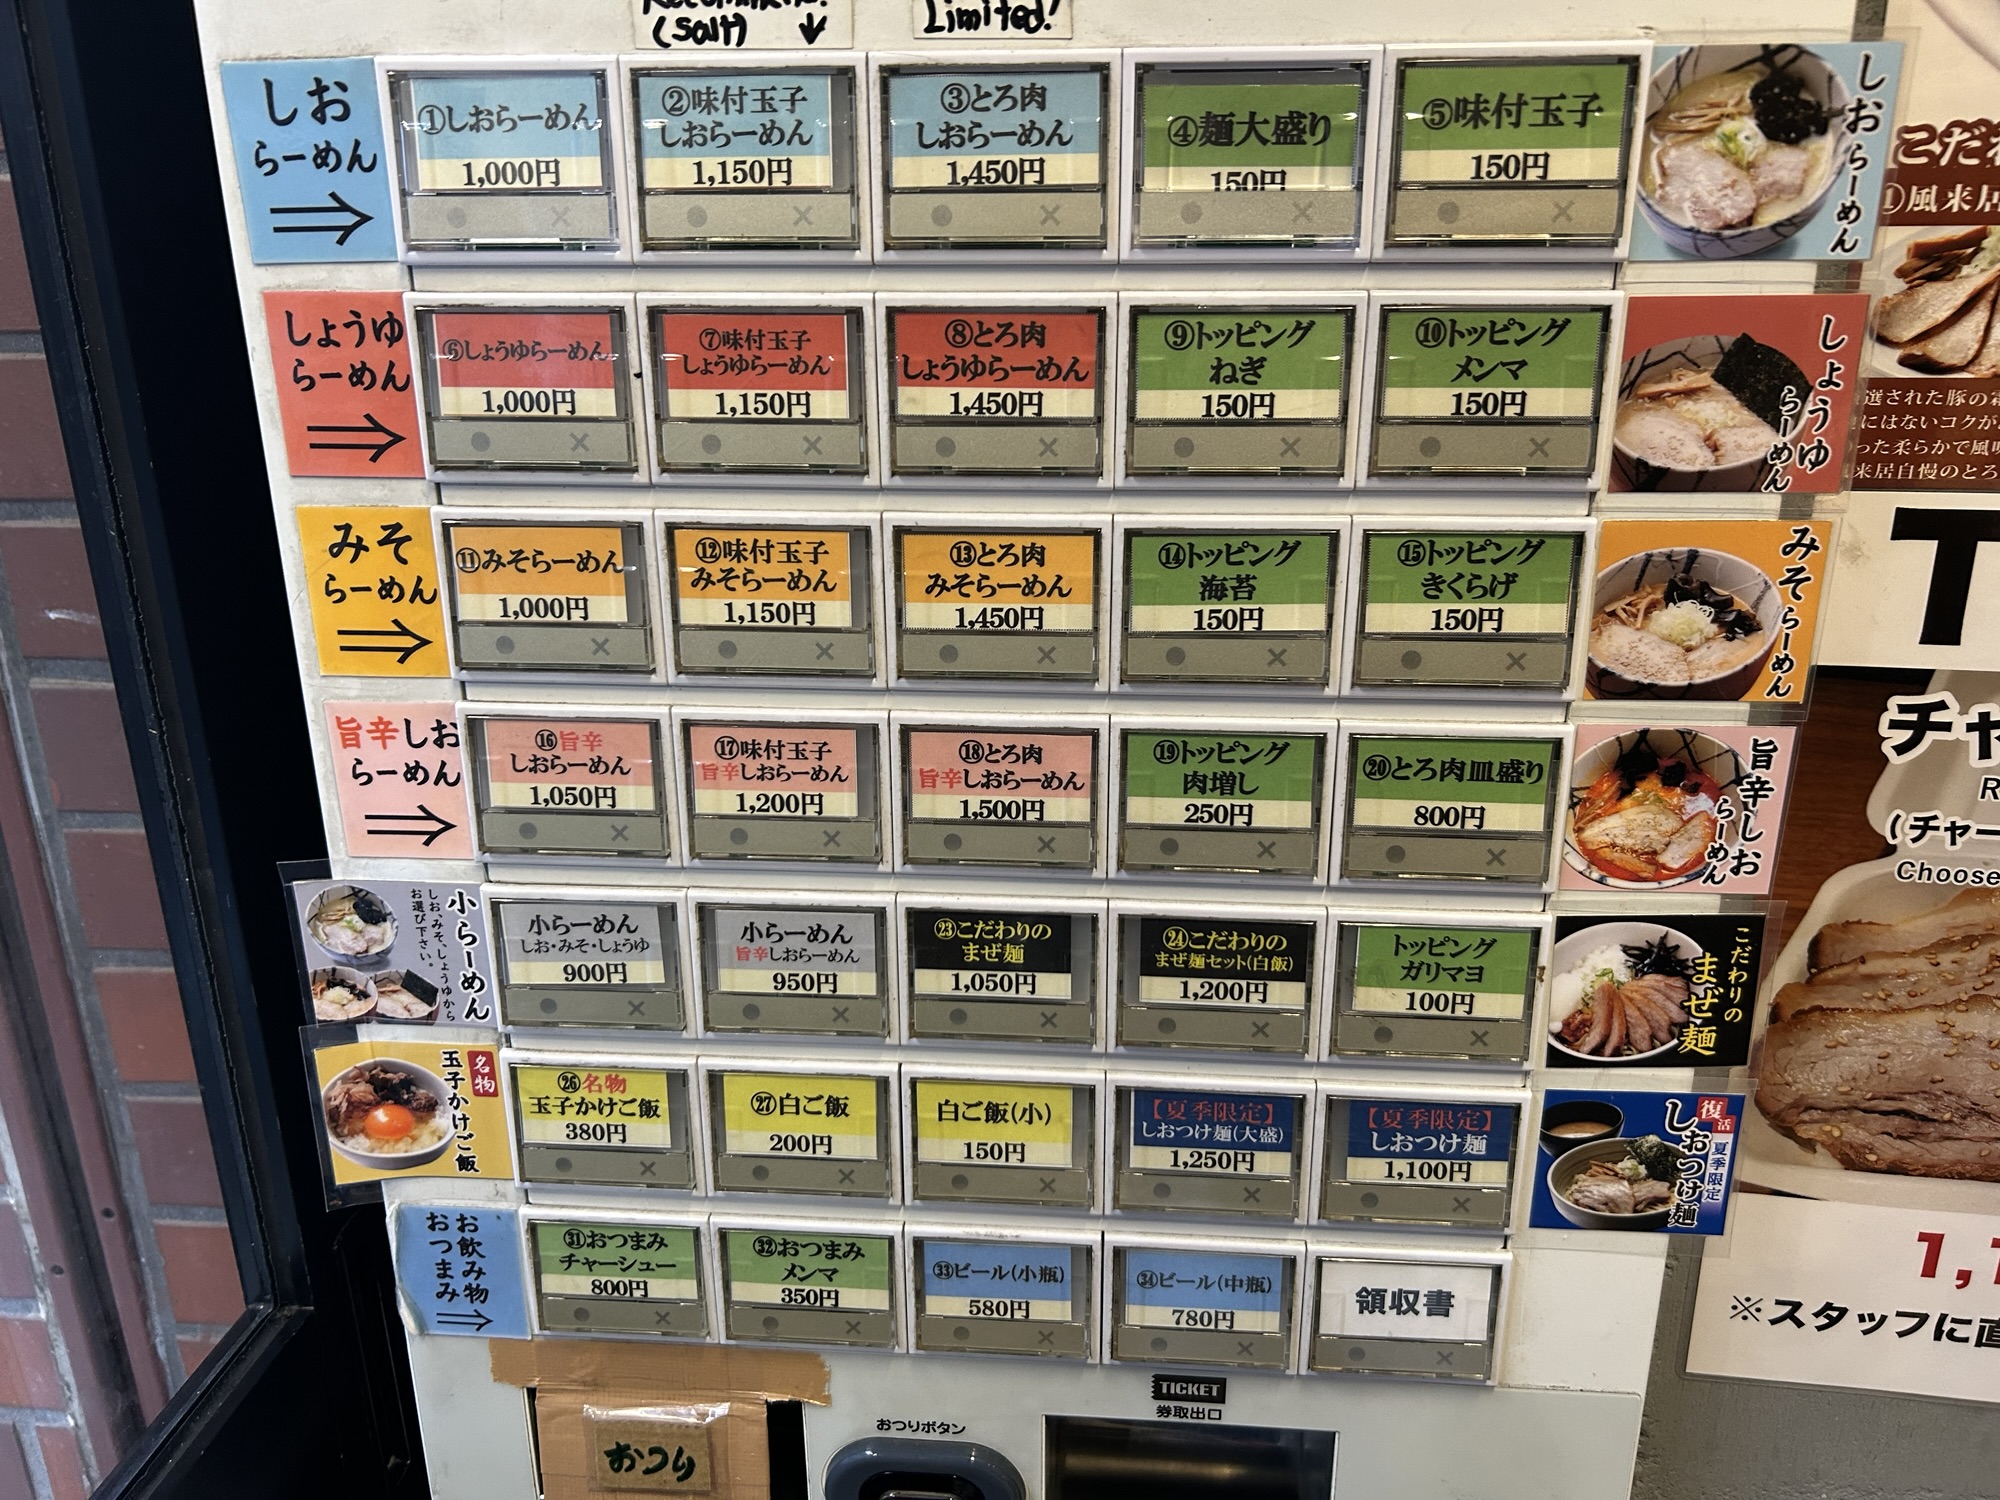 (Salt) ↓
Limited!
しお
らーめん
⇒
①しおらーめん
1,000円
②味付玉子
しおらーめん
1,150円
③とろ肉
しおらーめん
1,450円
④麺大盛り
150円
⑤味付玉子
150円
しおらーめん
しょうゆ
らーめん
⇒
⑥しょうゆらーめん
1,000円
⑦味付玉子
しょうゆらーめん
1,150円
⑧とろ肉
しょうゆらーめん
1,450円
⑨トッピング
ねぎ
150円
⑩トッピング
メンマ
150円
しょうゆ
らーめん
みそ
らーめん
⇒
⑪みそらーめん
1,000円
⑫味付玉子
みそらーめん
1,150円
⑬とろ肉
みそらーめん
1,450円
⑭トッピング
海苔
150円
⑮トッピング
きくらげ
150円
みそらーめん
旨辛しお
らーめん
⇒
⑯旨辛
しおらーめん
1,050円
⑰味付玉子
旨辛しおらーめん
1,200円
⑱とろ肉
旨辛しおらーめん
1,500円
⑲トッピング
肉増し
250円
⑳とろ肉皿盛り
800円
旨辛しお
らーめん
小らーめん
しお、みそ、しょうゆから
お選び下さい。
小らーめん
しお・みそ・しょうゆ
900円
小らーめん
旨辛しおらーめん
950円
㉓こだわりの
まぜ麺
1,050円
㉔こだわりの
まぜ麺セット(白飯)
1,200円
トッピング
ガリマヨ
100円
こだわりの
まぜ麺
名物
玉子かけご飯
㉖名物
玉子かけご飯
380円
㉗白ご飯
200円
白ご飯(小)
150円
【夏季限定】
しおつけ麺(大盛)
1,250円
【夏季限定】
しおつけ麺
1,100円
復活
夏季限定
しおつけ麺
お飲み物
おつまみ
⇒
㉛おつまみ
チャーシュー
800円
㉜おつまみ
メンマ
350円
㉝ビール(小瓶)
580円
㉞ビール(中瓶)
780円
領収書
TICKET
券取出口
おつりボタン
おつり
こだわ
①風来居
選された豚の
にはないコクが
った柔らかで風味
来居自慢のとろ
T
チャ
R
(チャー
Choose
1,1
※スタッフに直